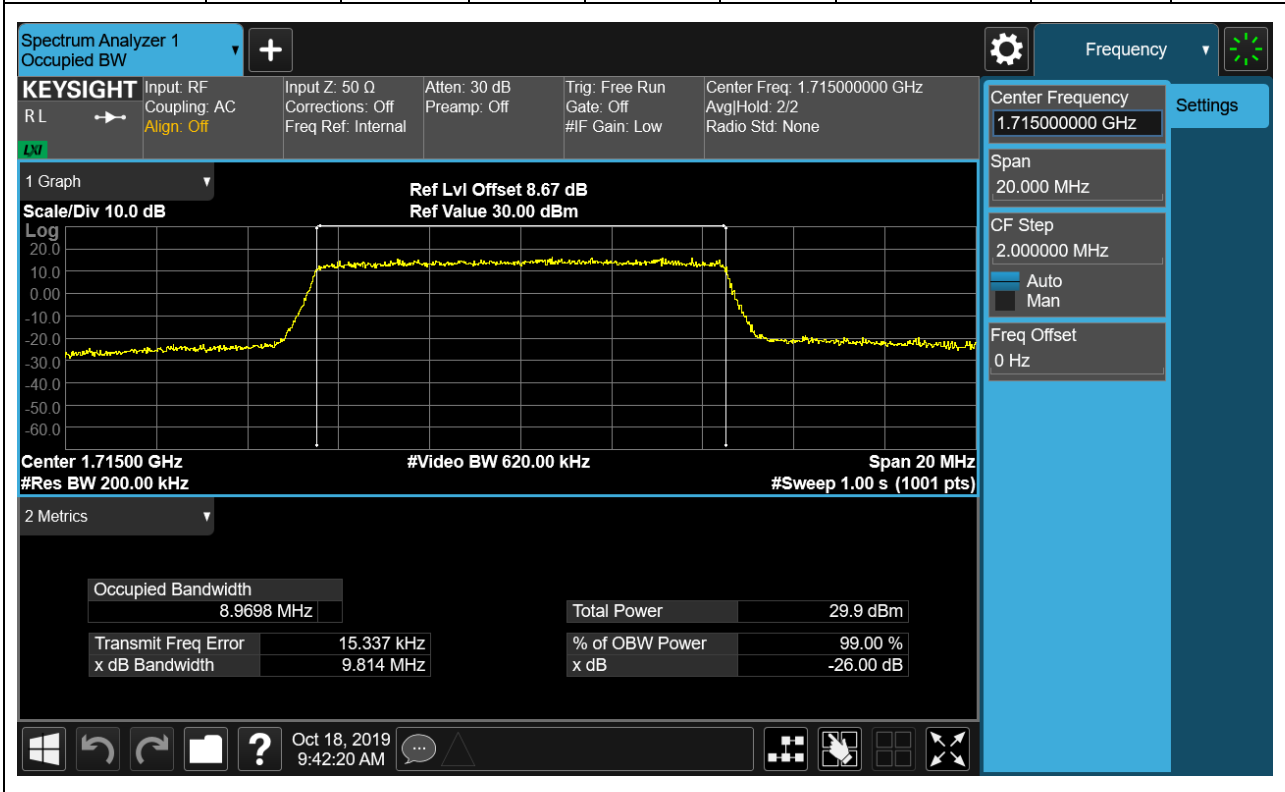 Spectrum Analyzer 1
Occupied BW
Frequency
KEYSIGHT
R L
LXI
Input: RF
Coupling: AC
Align: Off
Input Z: 50 Ω
Corrections: Off
Freq Ref: Internal
Atten: 30 dB
Preamp: Off
Trig: Free Run
Gate: Off
#IF Gain: Low
Center Freq: 1.715000000 GHz
Avg|Hold: 2/2
Radio Std: None
Center Frequency
1.715000000 GHz
Settings
Span
20.000 MHz
CF Step
2.000000 MHz
Auto
Man
Freq Offset
0 Hz
1 Graph
Ref Lvl Offset 8.67 dB
Scale/Div 10.0 dB
Ref Value 30.00 dBm
Log
20.0
10.0
0.00
-10.0
-20.0
-30.0
-40.0
-50.0
-60.0
Center 1.71500 GHz
#Video BW 620.00 kHz
Span 20 MHz
#Res BW 200.00 kHz
#Sweep 1.00 s (1001 pts)
2 Metrics
Occupied Bandwidth
8.9698 MHz
Total Power 29.9 dBm
Transmit Freq Error 15.337 kHz
% of OBW Power 99.00 %
x dB Bandwidth 9.814 MHz
x dB -26.00 dB
?
Oct 18, 2019
9:42:20 AM